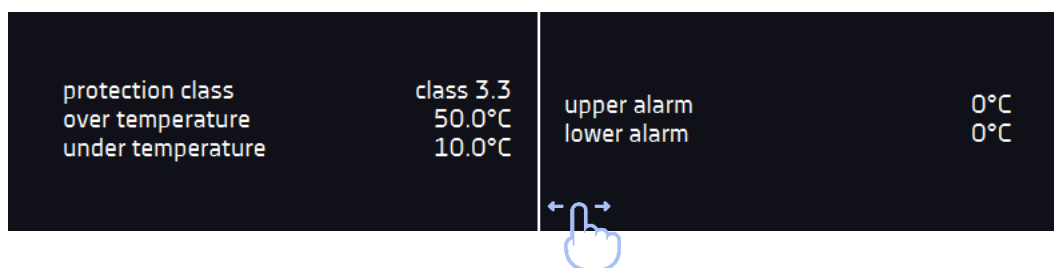 protection class class 3.3
over temperature 50.0°C
under temperature 10.0°C
upper alarm 0°C
lower alarm 0°C